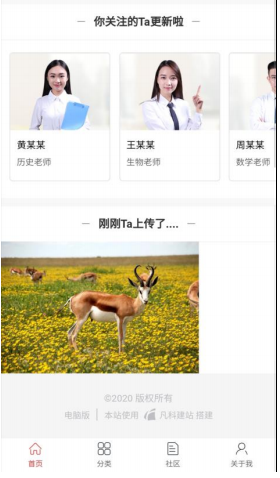 — 你关注的Ta更新啦 —
黄某某 王某某 周某某
历史老师 生物老师 数学老师
— 刚刚Ta上传了.... —
©2020 版权所有
电脑版 | 本站使用 凡科建站 搭建
首页 分类 社区 关于我